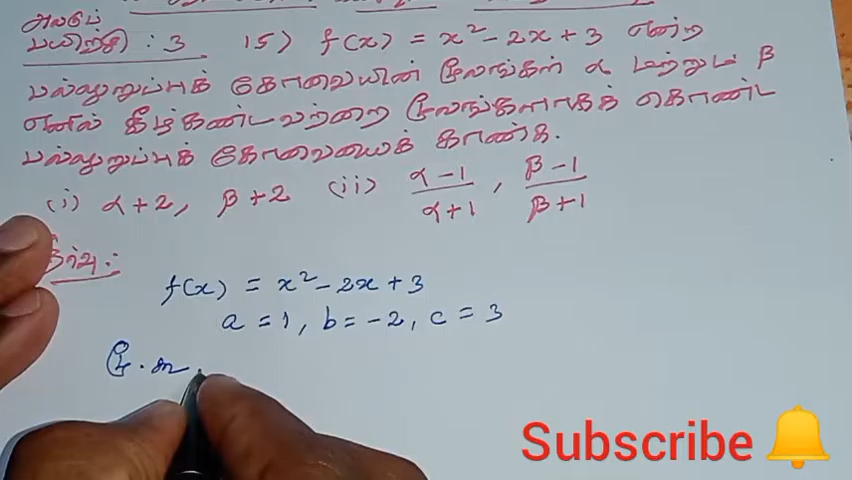 அலகு
பயிற்சி : 3 15) f(x) = x² - 2x + 3 என்ற
பல்லுறுப்புக் கோவையின் மூலங்கள் α மற்றும் β
எனில் கீழ்கண்டவற்றை மூலங்களாகக் கொண்ட
பல்லுறுப்புக் கோவையைக் காண்க.
(i) α+2, β+2 (ii) α-1/α+1, β-1/β+1
தீர்வு:
f(x) = x² - 2x + 3
a = 1, b = -2, c = 3
மூ.கூ
Subscribe